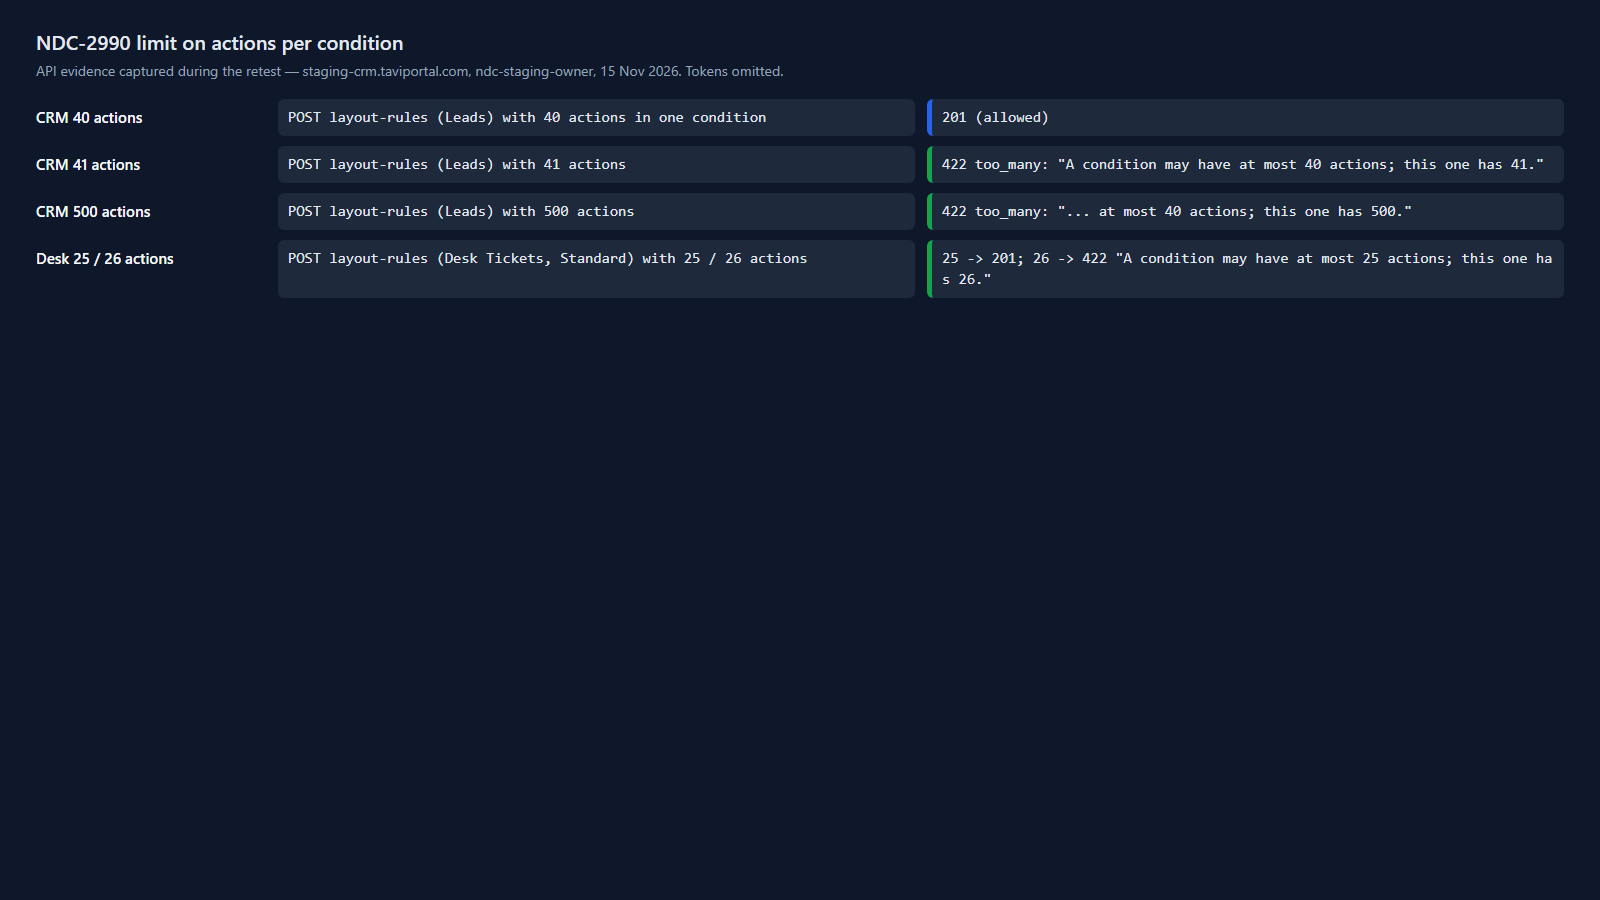 NDC-2990 limit on actions per condition
API evidence captured during the retest — staging-crm.taviportal.com, ndc-staging-owner, 15 Nov 2026. Tokens omitted.
CRM 40 actions POST layout-rules (Leads) with 40 actions in one condition 201 (allowed)
CRM 41 actions POST layout-rules (Leads) with 41 actions 422 too_many: "A condition may have at most 40 actions; this one has 41."
CRM 500 actions POST layout-rules (Leads) with 500 actions 422 too_many: "... at most 40 actions; this one has 500."
Desk 25 / 26 actions POST layout-rules (Desk Tickets, Standard) with 25 / 26 actions 25 -> 201; 26 -> 422 "A condition may have at most 25 actions; this one ha
s 26."